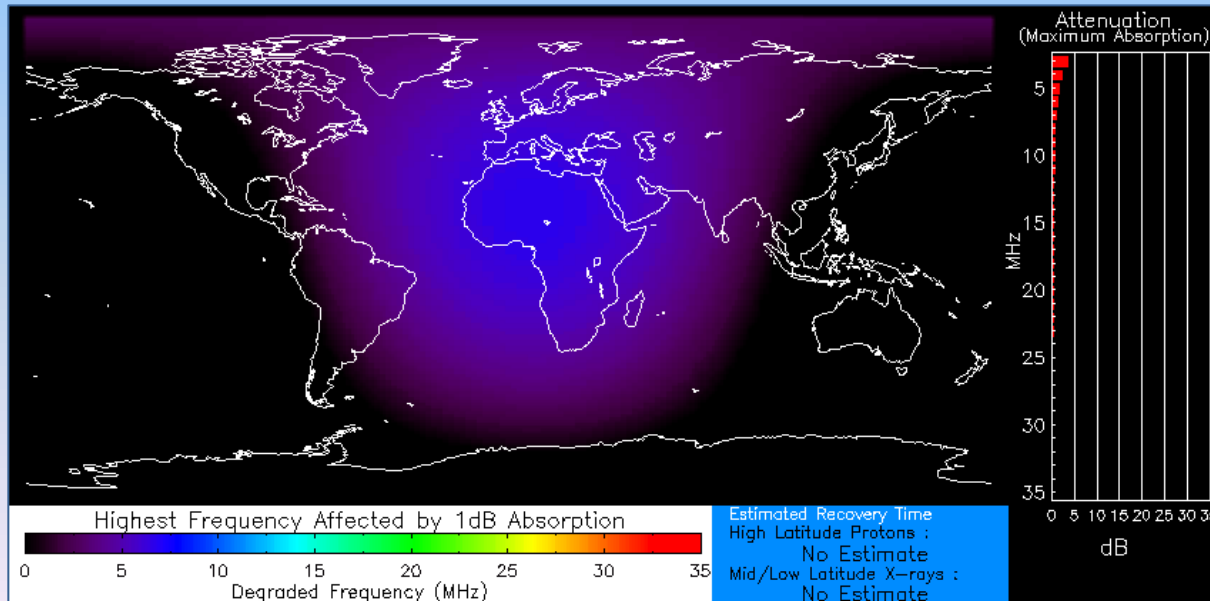 Attenuation
(Maximum Absorption)
5
10
15
20
25
30
35
MHz
0 5 10 15 20 25 30
dB
Highest Frequency Affected by 1dB Absorption
0 5 10 15 20 25 30 35
Degraded Frequency (MHz)
Estimated Recovery Time
High Latitude Protons :
No Estimate
Mid/Low Latitude X-rays :
No Estimate